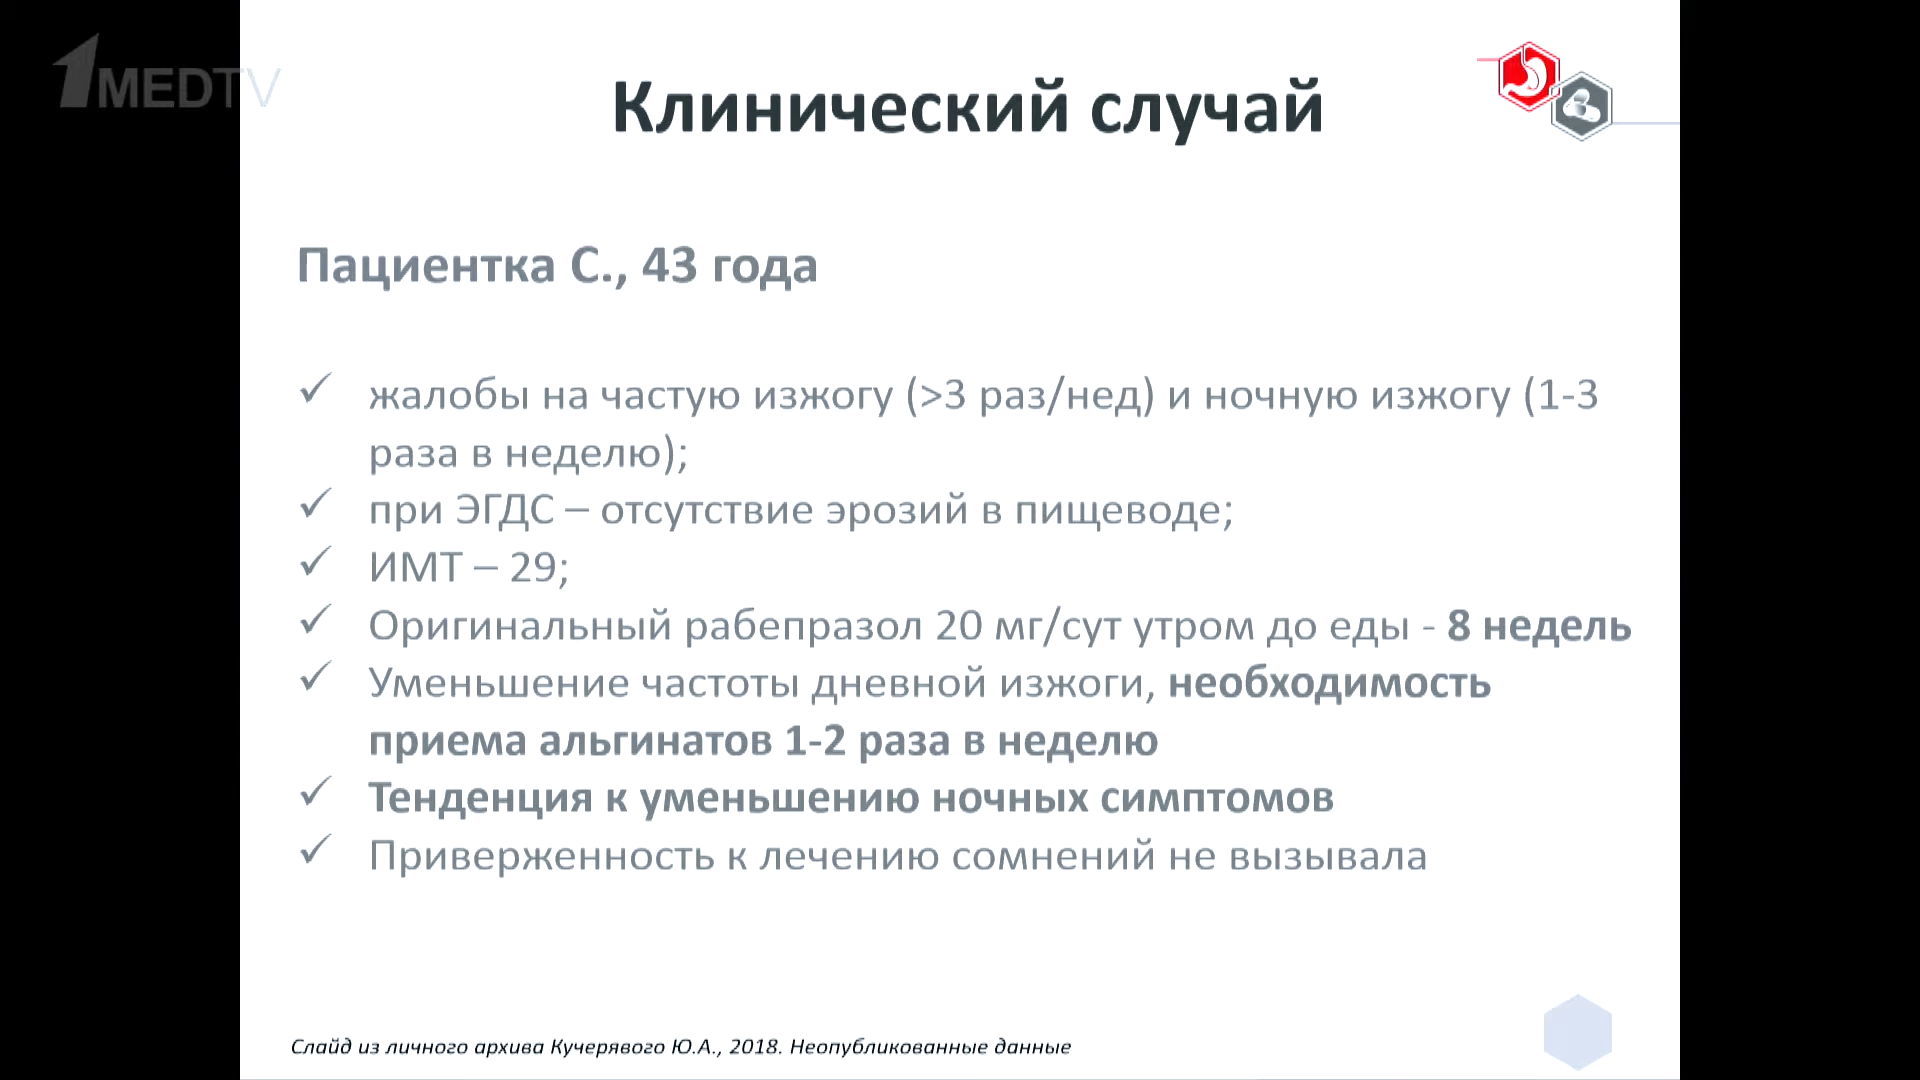 1MEDTV
Клинический случай
Пациентка С., 43 года
✓ жалобы на частую изжогу (>3 раз/нед) и ночную изжогу (1-3
раза в неделю);
✓ при ЭГДС – отсутствие эрозий в пищеводе;
✓ ИМТ – 29;
✓ Оригинальный рабепразол 20 мг/сут утром до еды - 8 недель
✓ Уменьшение частоты дневной изжоги, необходимость
приема альгинатов 1-2 раза в неделю
✓ Тенденция к уменьшению ночных симптомов
✓ Приверженность к лечению сомнений не вызывала
Слайд из личного архива Кучерявого Ю.А., 2018. Неопубликованные данные